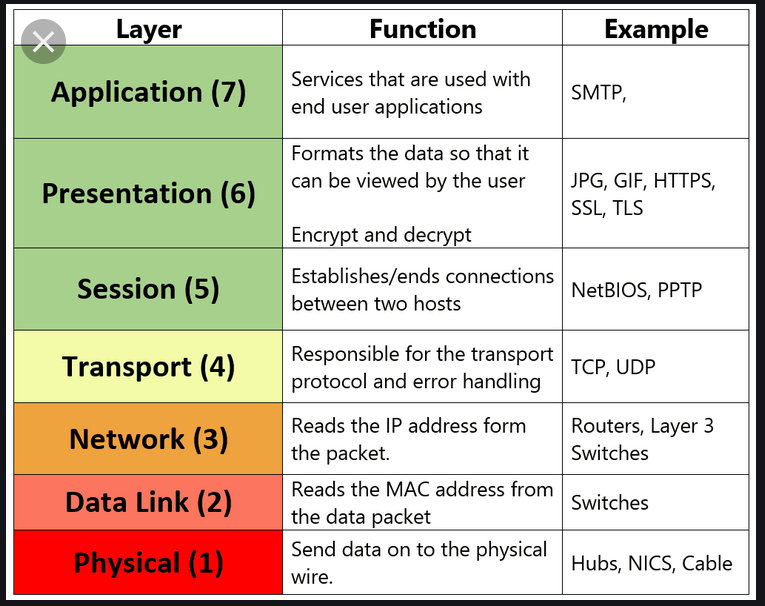 Layer Function Example
Application (7)
Services that are used with
end user applications
SMTP,
Presentation (6)
Formats the data so that it
can be viewed by the user
Encrypt and decrypt
JPG, GIF, HTTPS,
SSL, TLS
Session (5)
Establishes/ends connections
between two hosts
NetBIOS, PPTP
Transport (4)
Responsible for the transport
protocol and error handling
TCP, UDP
Network (3)
Reads the IP address form
the packet.
Routers, Layer 3
Switches
Data Link (2)
Reads the MAC address from
the data packet
Switches
Physical (1)
Send data on to the physical
wire.
Hubs, NICS, Cable